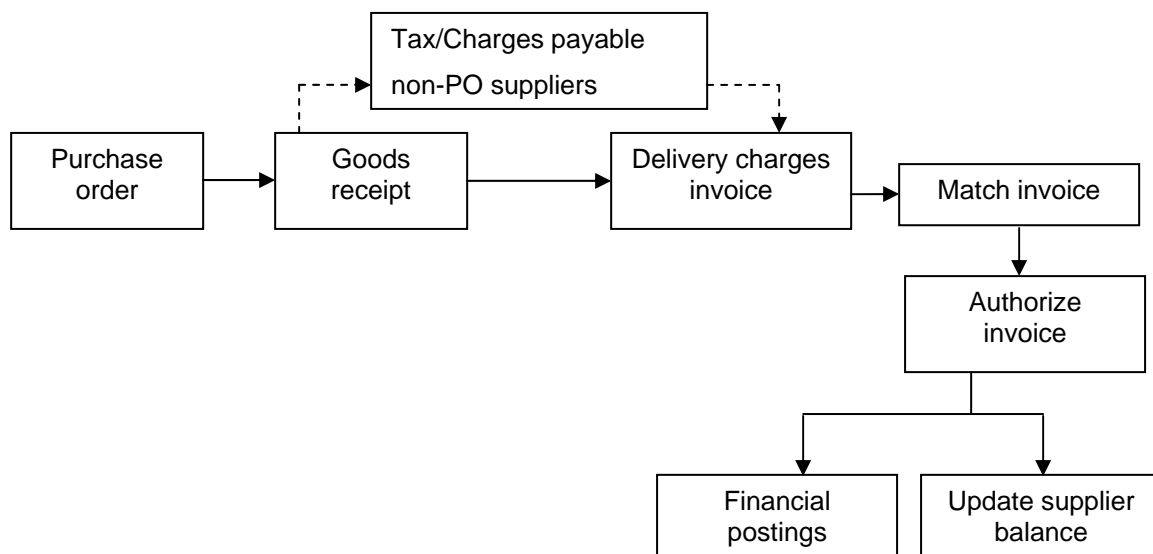 Tax/Charges payable
non-PO suppliers
Purchase
order
Goods
receipt
Delivery charges
invoice
Match invoice
Authorize
invoice
Financial
postings
Update supplier
balance